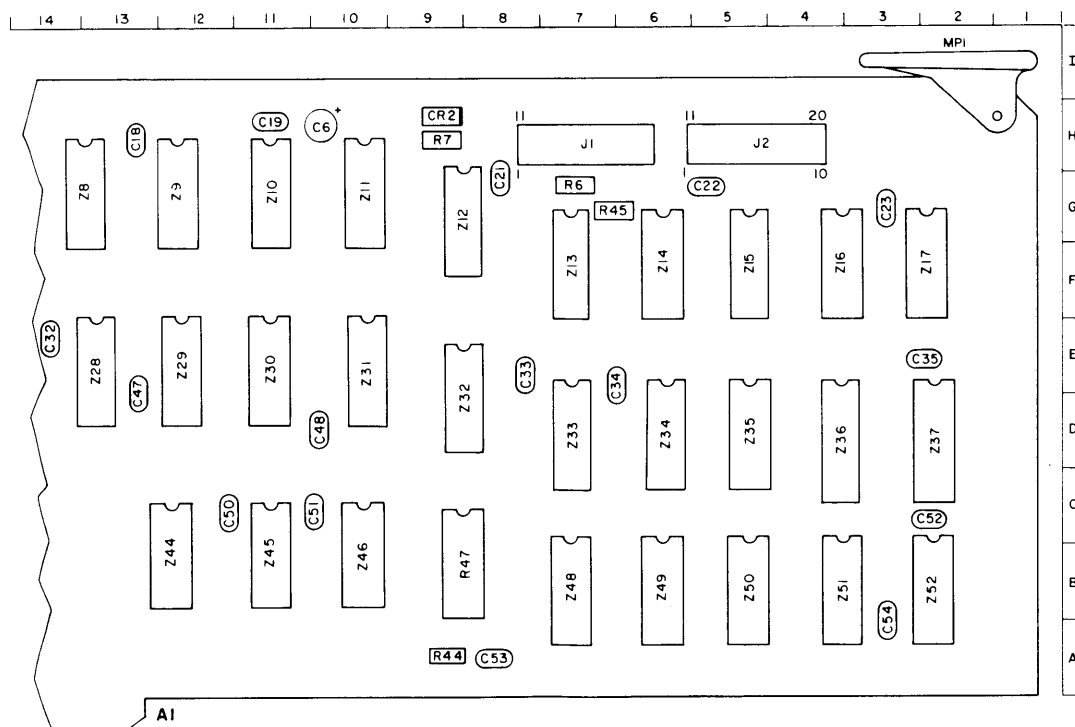 14 13 12 11 10 9 8 7 6 5 4 3 2 1
MP1
I
11 11 20
C18 C19 C6 + CR2 H
R7 J1 J2
1 1 10
Z8 Z9 Z10 Z11 Z12 C21 R6 C22
R45 C23 G
Z13 Z14 Z15 Z16 Z17 F
C32 Z28 C47 Z29 Z30 Z31 Z32 C33 C34 C35 E
C48 Z33 Z34 Z35 Z36 Z37 D
C50 C51 C52 C
Z44 Z45 Z46 R47 Z48 Z49 Z50 Z51 Z52 B
C54
R44 C53 A
A1